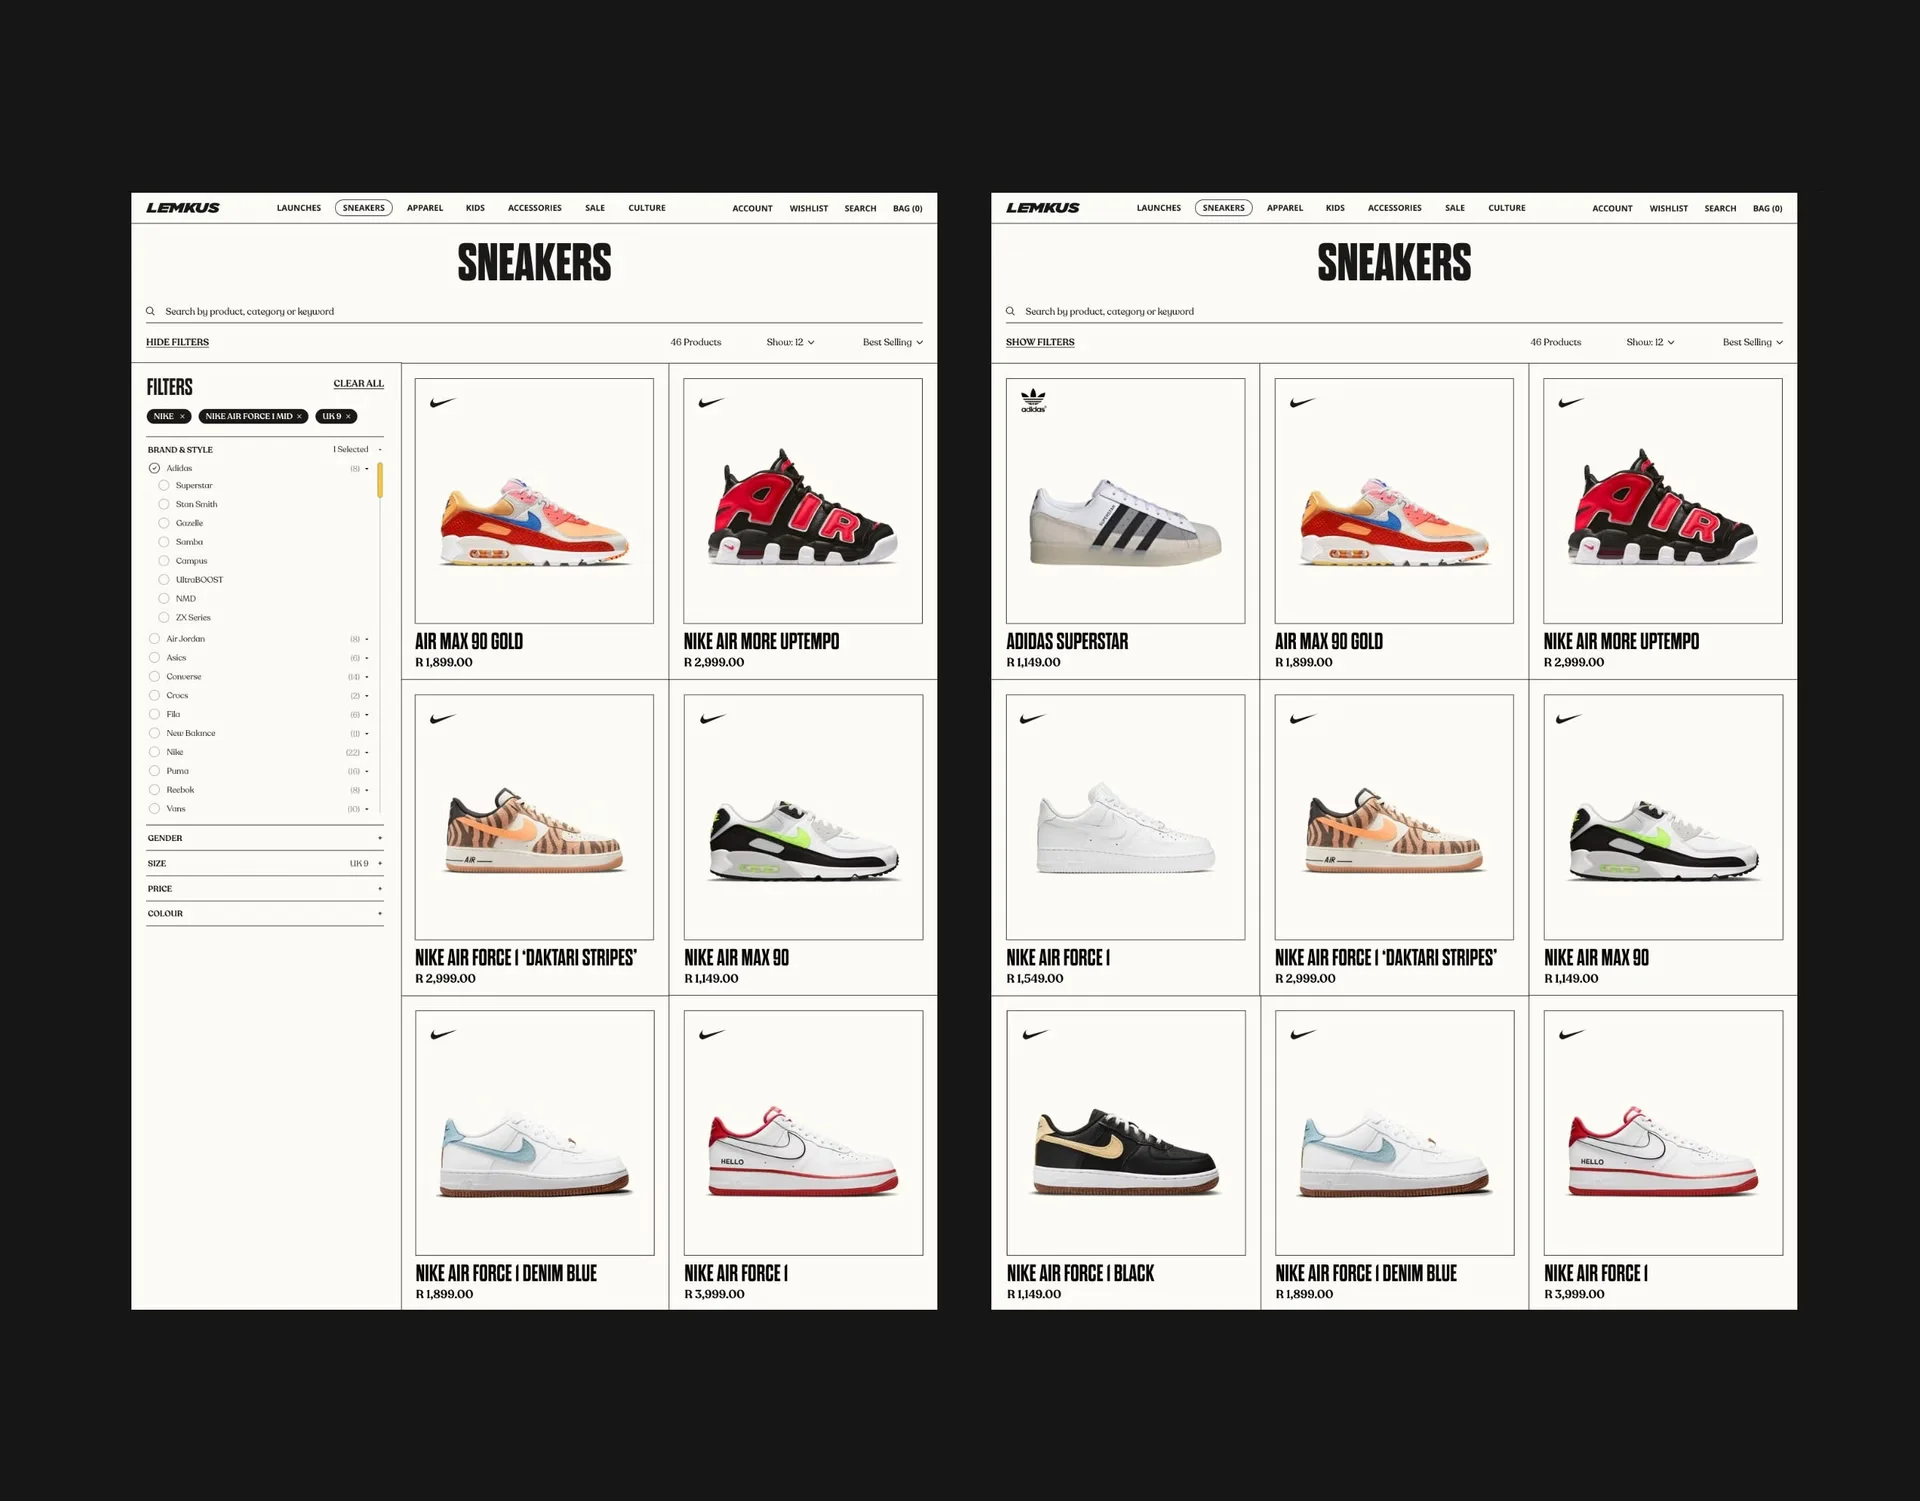 LEMKUS LAUNCHES SNEAKERS APPAREL KIDS ACCESSORIES SALE CULTURE ACCOUNT WISHLIST SEARCH BAG (0)
SNEAKERS
Search by product, category or keyword
HIDE FILTERS 46 Products Show: 12 Best Selling
FILTERS CLEAR ALL
NIKE × NIKE AIR FORCE 1 MID × UK 9 ×
BRAND & STYLE 1 Selected -
Adidas (8)
Superstar
Stan Smith
Gazelle
Samba
Campus
UltraBOOST
NMD
ZX Series
Air Jordan (8)
Asics (6)
Converse (14)
Crocs (2)
Fila (6)
New Balance (11)
Nike (22)
Puma (16)
Reebok (8)
Vans (10)
GENDER +
SIZE UK 9 +
PRICE +
COLOUR +
AIR
AIR MAX 90 GOLD NIKE AIR MORE UPTEMPO
R 1,899.00 R 2,999.00
AIR
NIKE AIR FORCE 1 ‘DAKTARI STRIPES’ NIKE AIR MAX 90
R 2,999.00 R 1,149.00
HELLO
NIKE AIR FORCE 1 DENIM BLUE NIKE AIR FORCE 1
R 1,899.00 R 3,999.00
LEMKUS LAUNCHES SNEAKERS APPAREL KIDS ACCESSORIES SALE CULTURE ACCOUNT WISHLIST SEARCH BAG (0)
SNEAKERS
Search by product, category or keyword
SHOW FILTERS 46 Products Show: 12 Best Selling
adidas
SUPERSTAR AIR
ADIDAS SUPERSTAR AIR MAX 90 GOLD NIKE AIR MORE UPTEMPO
R 1,149.00 R 1,899.00 R 2,999.00
AIR
NIKE AIR FORCE 1 NIKE AIR FORCE 1 ‘DAKTARI STRIPES’ NIKE AIR MAX 90
R 1,549.00 R 2,999.00 R 1,149.00
HELLO
NIKE AIR FORCE 1 BLACK NIKE AIR FORCE 1 DENIM BLUE NIKE AIR FORCE 1
R 1,149.00 R 1,899.00 R 3,999.00